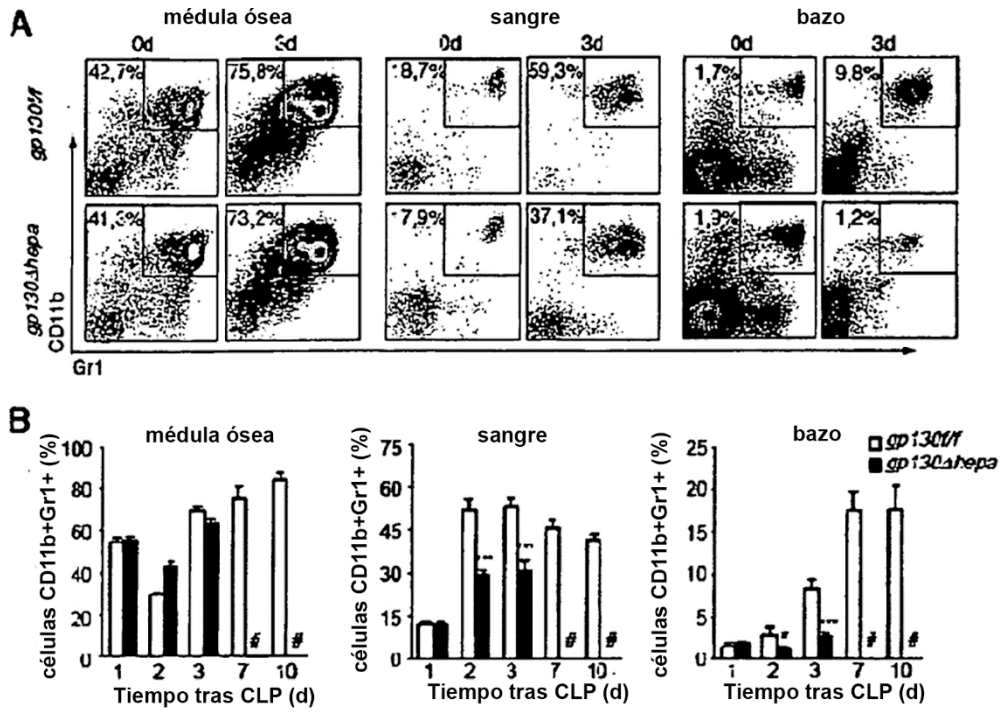 A
médula ósea sangre bazo
0d 3d 0d 3d 0d 3d
gp130f/f
42,7% 75,8% 18,7% 59,3% 1,7% 9,8%
gp130Δhepa
41,3% 73,2% 17,9% 37,1% 1,9% 1,2%
CD11b
Gr1
B
médula ósea
células CD11b+Gr1+ (%)
100
80
60
40
20
0
1 2 3 7 10
# #
Tiempo tras CLP (d)
sangre
células CD11b+Gr1+ (%)
75
60
45
30
15
0
*** ***
1 2 3 7 10
# #
Tiempo tras CLP (d)
bazo
gp130f/f
gp130Δhepa
células CD11b+Gr1+ (%)
25
20
15
10
5
0
* ***
1 2 3 7 10
# #
Tiempo tras CLP (d)